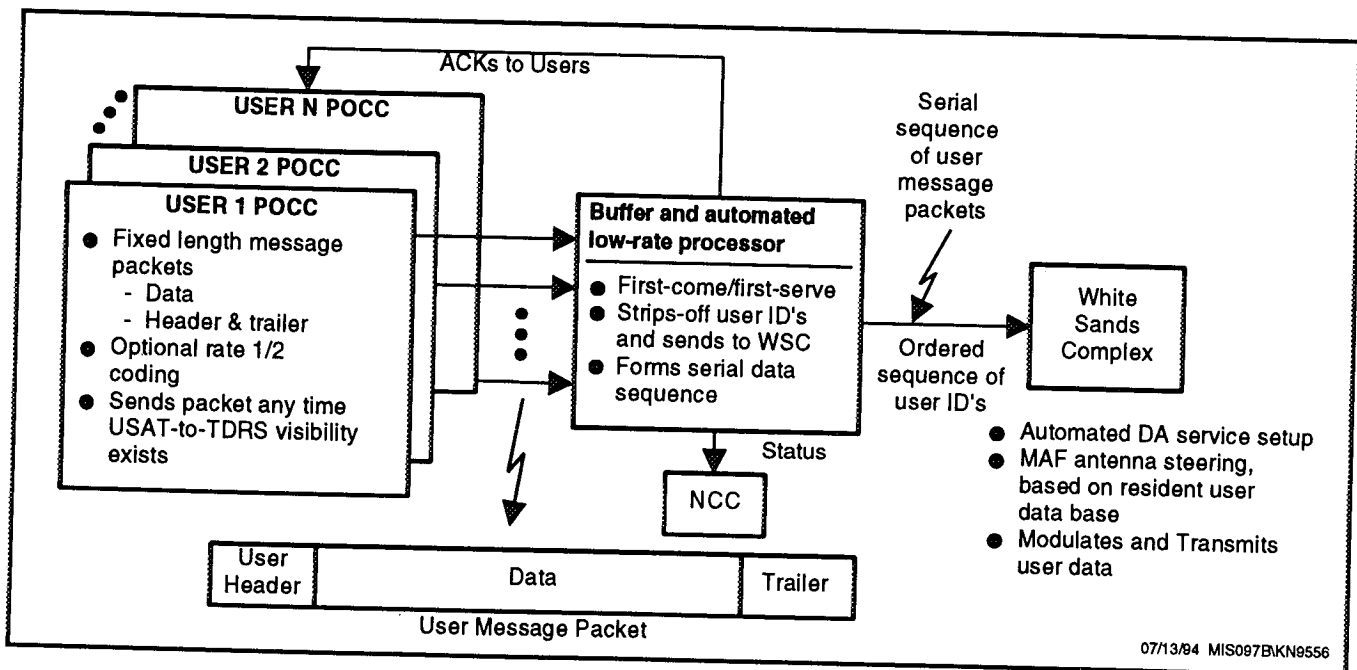 ACKs to Users
USER N POCC
USER 2 POCC
USER 1 POCC
● Fixed length message
packets
- Data
- Header & trailer
● Optional rate 1/2
coding
● Sends packet any time
USAT-to-TDRS visibility
exists
Buffer and automated
low-rate processor
● First-come/first-serve
● Strips-off user ID's
and sends to WSC
● Forms serial data
sequence
Serial
sequence
of user
message
packets
Ordered
sequence of
user ID's
White
Sands
Complex
● Automated DA service setup
● MAF antenna steering,
based on resident user
data base
● Modulates and Transmits
user data
Status
NCC
User
Header
Data
Trailer
User Message Packet
07/13/94 MIS097B\KN9556